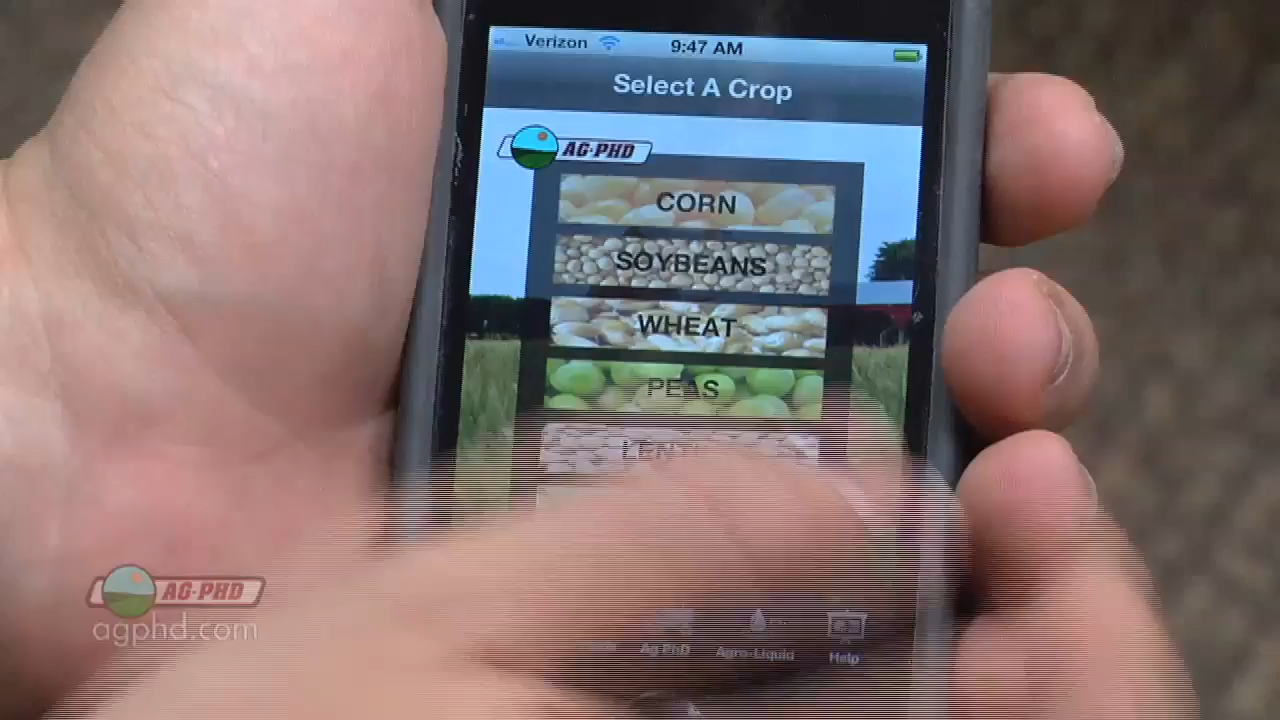 Verizon 9:47 AM
Select A Crop
AG·PHD
CORN
SOYBEANS
WHEAT
PEAS
AG·PHD
agphd.com
Ag PhD Agro-Liquid Help